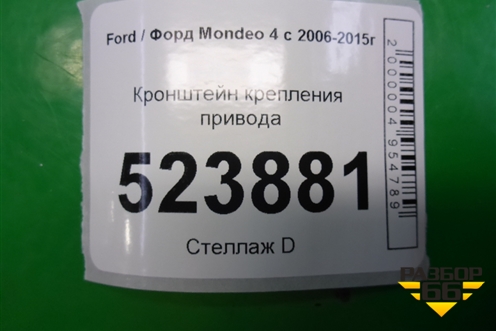 Ford / Форд Mondeo 4 с 2006-2015г
Кронштейн крепления
привода
523881
Стеллаж D
2000004954789
РАЗБОР
66